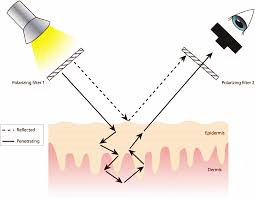 Polarizing filter 1
Polarizing filter 2
Epidermis
Reflected
Penetrating
Dermis